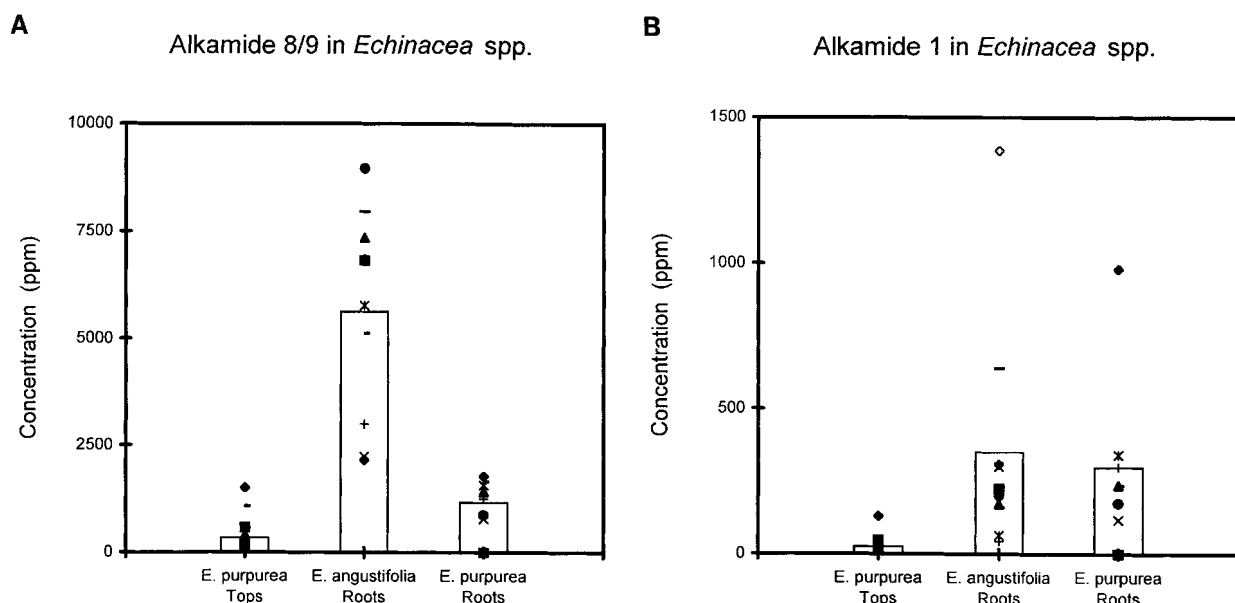 A
Alkamide 8/9 in Echinacea spp.
10000
7500
5000
2500
0
Concentration (ppm)
E. purpurea
Tops
E. angustifolia
Roots
E. purpurea
Roots
B
Alkamide 1 in Echinacea spp.
1500
1000
500
0
Concentration (ppm)
E. purpurea
Tops
E. angustifolia
Roots
E. purpurea
Roots